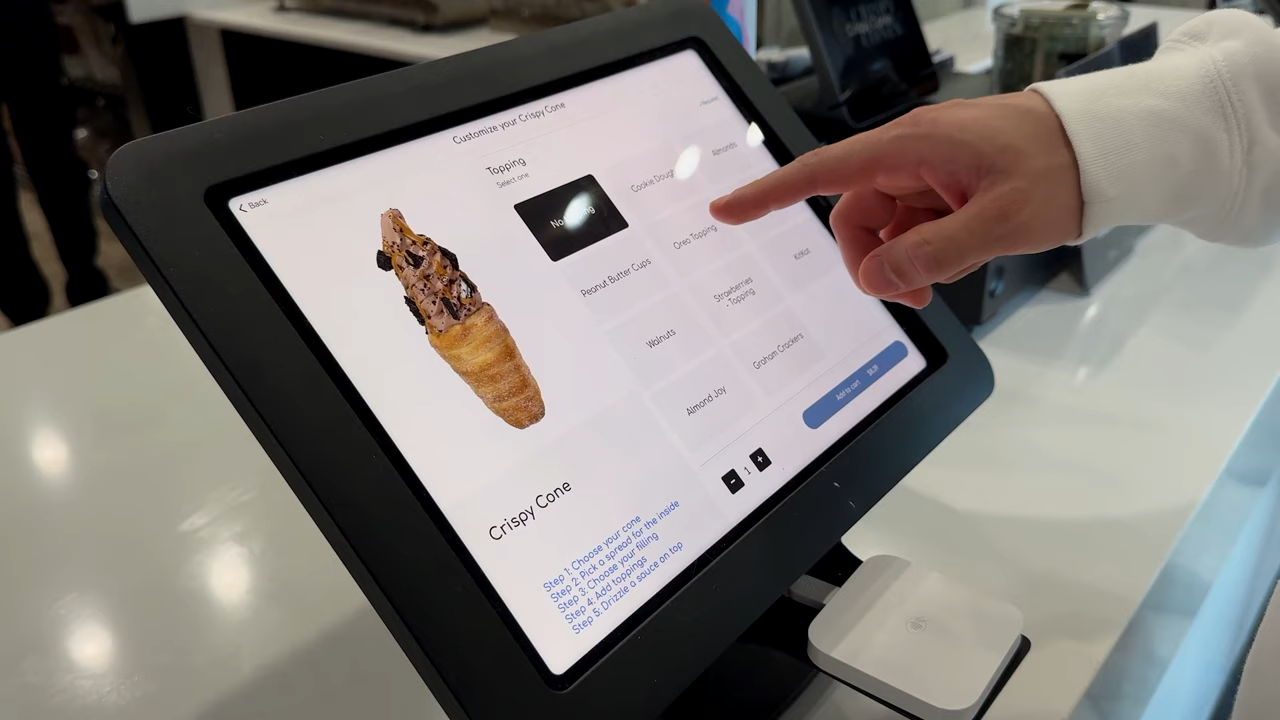 Customize your Crispy Cone
Back
Topping
Select one
Cookie Dough
Almonds
Peanut Butter Cups
Oreo Topping
KitKat
Walnuts
Strawberries
- Topping
Almond Joy
Graham Crackers
- 1 +
Add to cart
Crispy Cone
Step 1: Choose your cone
Step 2: Pick a spread for the inside
Step 3: Choose your filling
Step 4: Add toppings
Step 5: Drizzle a sauce on top